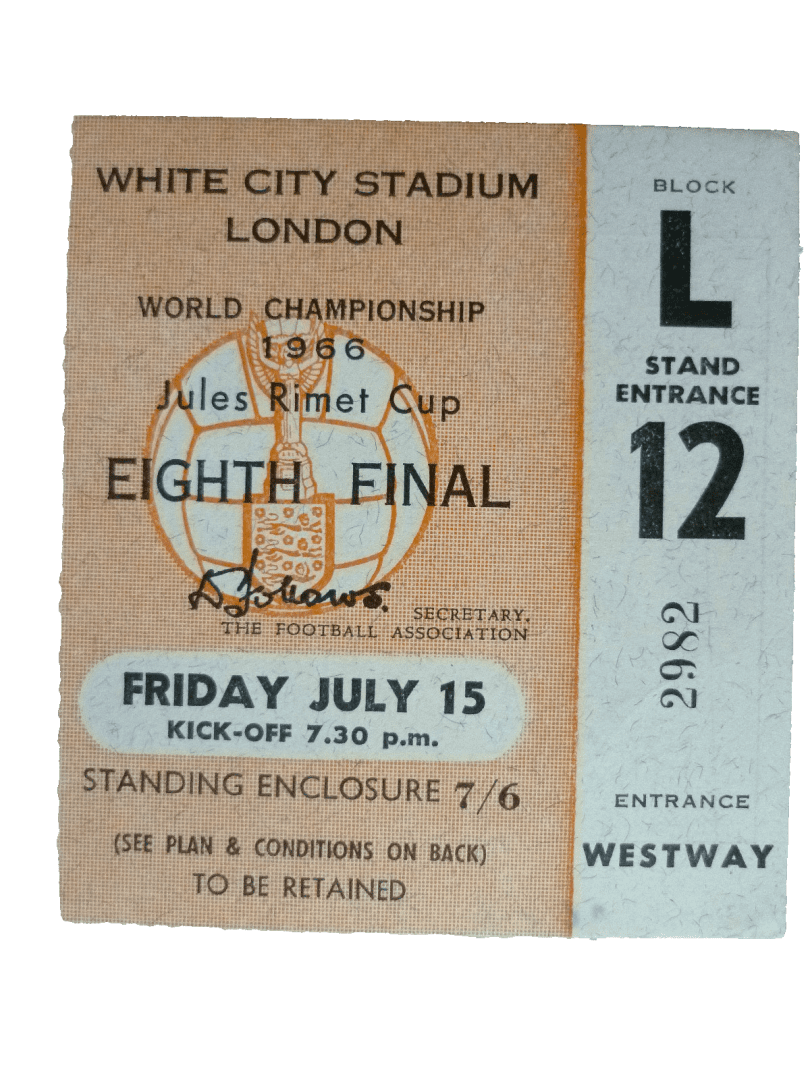 WHITE CITY STADIUM
LONDON
WORLD CHAMPIONSHIP
1966
Jules Rimet Cup
EIGHTH FINAL
D Follows.
SECRETARY,
THE FOOTBALL ASSOCIATION
FRIDAY JULY 15
KICK-OFF 7.30 p.m.
STANDING ENCLOSURE 7/6
(SEE PLAN & CONDITIONS ON BACK)
TO BE RETAINED
BLOCK
L
STAND
ENTRANCE
12
2982
ENTRANCE
WESTWAY